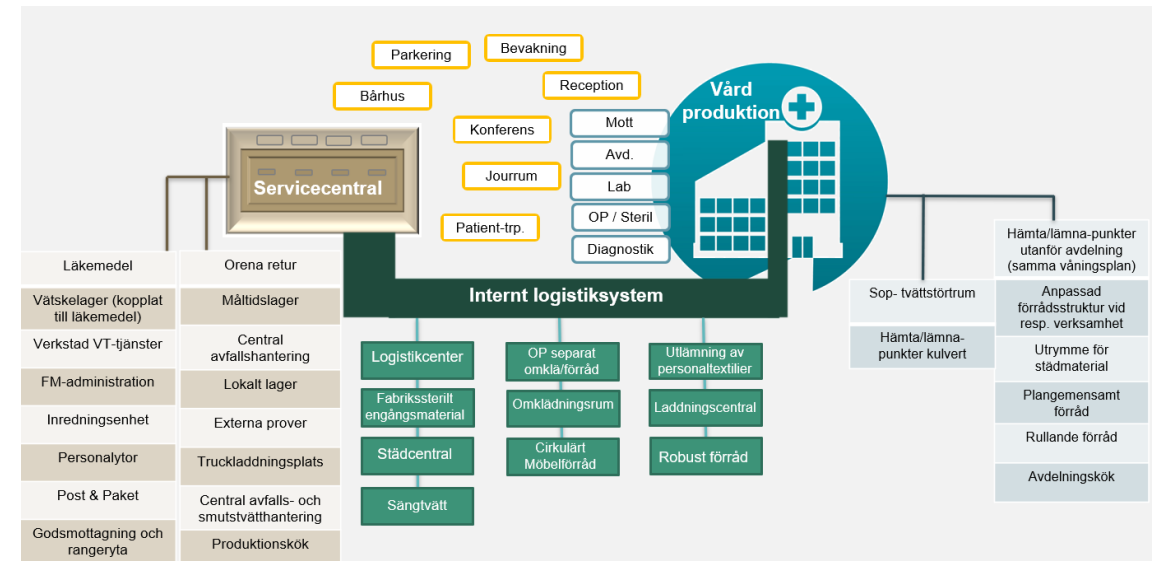 Parkering
Bevakning
Reception
Bårhus
Konferens
Jourrum
Patient-trp.
Mott
Avd.
Lab
OP / Steril
Diagnostik
Vård
produktion
Servicecentral
Internt logistiksystem
Läkemedel
Vätskelager (kopplat
till läkemedel)
Verkstad VT-tjänster
FM-administration
Inredningsenhet
Personalytor
Post & Paket
Godsmottagning och
rangeryta
Orena retur
Måltidslager
Central
avfallshantering
Lokalt lager
Externa prover
Truckladdningsplats
Central avfalls- och
smutstvätthantering
Produktionskök
Logistikcenter
Fabrikssterilt
engångsmaterial
Städcentral
Sängtvätt
OP separat
omklä/förråd
Omklädningsrum
Cirkulärt
Möbelförråd
Utlämning av
personaltextilier
Laddningscentral
Robust förråd
Sop- tvättstörtrum
Hämta/lämna-
punkter kulvert
Hämta/lämna-punkter
utanför avdelning
(samma våningsplan)
Anpassad
förrådsstruktur vid
resp. verksamhet
Utrymme för
städmaterial
Plangemensamt
förråd
Rullande förråd
Avdelningskök